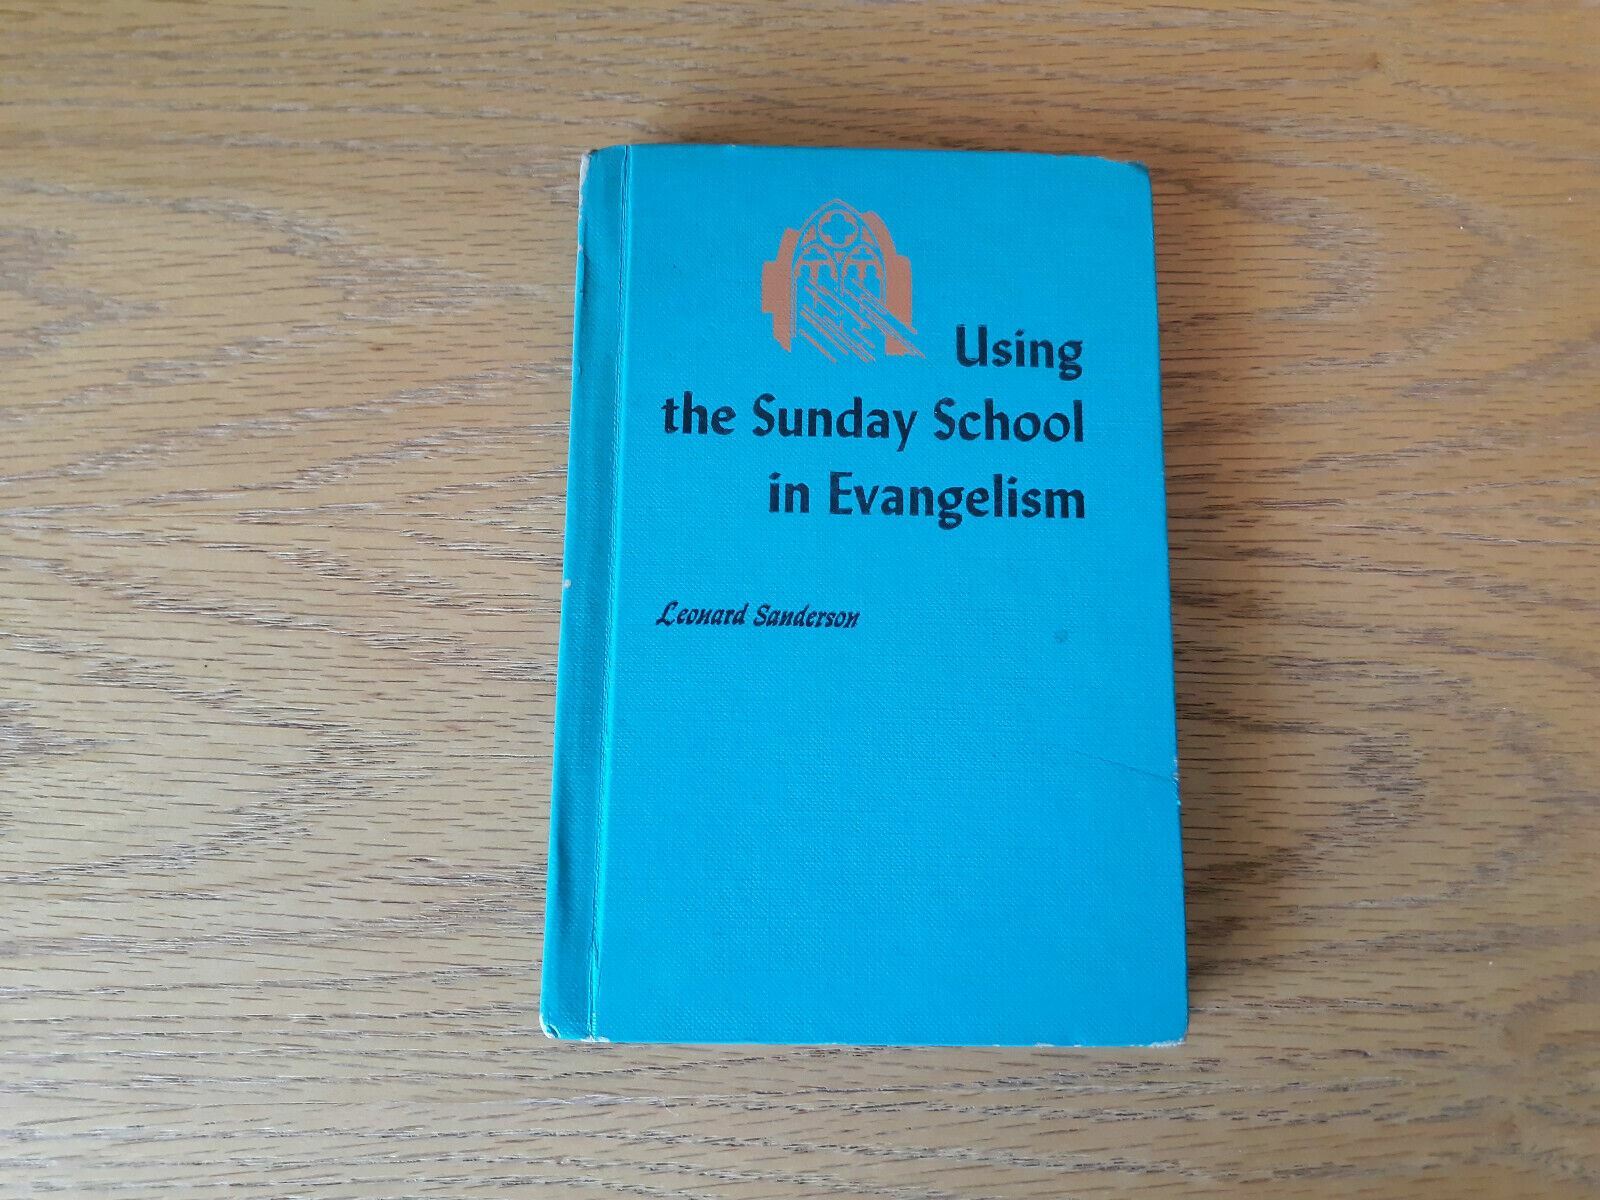 Using
the Sunday School
in Evangelism
Leonard Sanderson